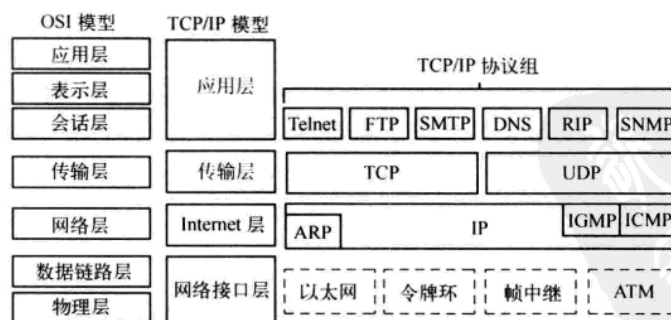 OSI 模型 TCP/IP 模型
应用层
表示层
会话层
传输层
网络层
数据链路层
物理层
应用层
传输层
Internet 层
网络接口层
TCP/IP 协议组
Telnet FTP SMTP DNS RIP SNMP
TCP UDP
ARP IP IGMP ICMP
以太网 令牌环 帧中继 ATM